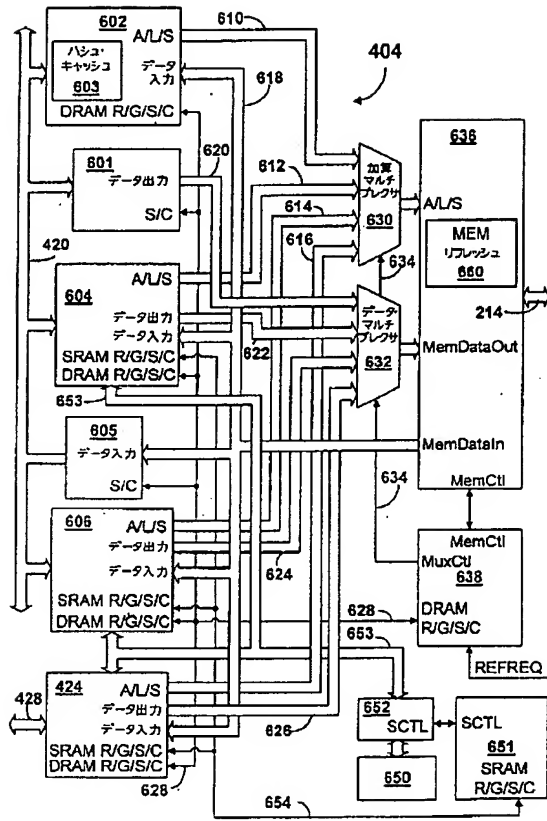 602
A/L/S
ハシュ・
キャッシュ
603
データ
入力
DRAM R/G/S/C
610
618
404
601
データ出力
S/C
620
612
614
616
加算
マルチ
プレクサ
630
636
A/L/S
MEM
リフレッシュ
660
214
420
604
A/L/S
データ出力
データ入力
SRAM R/G/S/C
DRAM R/G/S/C
622
634
データ・
マルチ
プレクサ
632
MemDataOut
653
605
データ入力
S/C
MemDataIn
MemCtl
634
606
A/L/S
データ出力
データ入力
SRAM R/G/S/C
DRAM R/G/S/C
624
628
653
MemCtl
MuxCtl
638
DRAM
R/G/S/C
REFREQ
428
424
A/L/S
データ出力
データ入力
SRAM R/G/S/C
DRAM R/G/S/C
626
628
652
SCTL
650
SCTL
651
SRAM
R/G/S/C
654